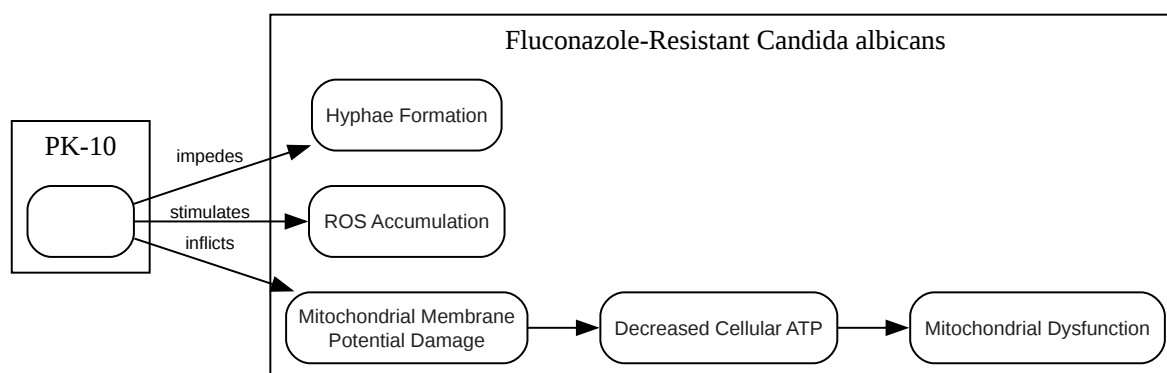 Fluconazole-Resistant Candida albicans
Hyphae Formation
PK-10
impedes
stimulates
ROS Accumulation
inflicts
Mitochondrial Membrane
Potential Damage
Decreased Cellular ATP
Mitochondrial Dysfunction